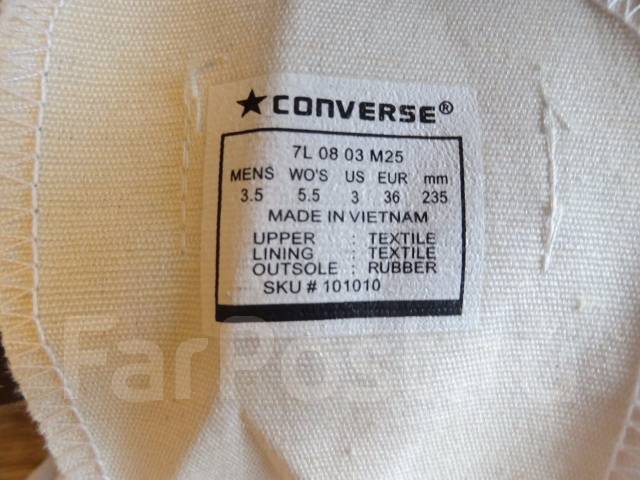 ★CONVERSE®
7L 08 03 M25
MENS WO'S US EUR mm
3.5 5.5 3 36 235
MADE IN VIETNAM
UPPER : TEXTILE
LINING : TEXTILE
OUTSOLE : RUBBER
SKU # 101010
FarPost